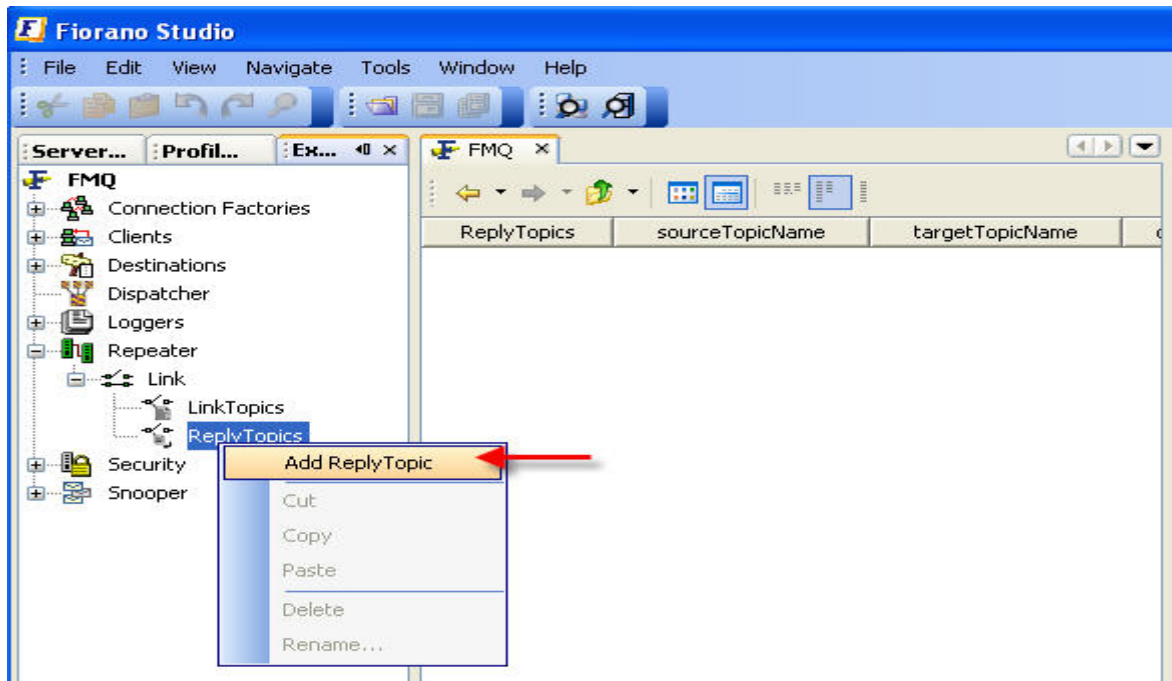 Fiorano Studio
File Edit View Navigate Tools Window Help
Server... Profil... Ex...
FMQ
FMQ
Connection Factories
Clients
Destinations
Dispatcher
Loggers
Repeater
Link
LinkTopics
ReplyTopics
Security
Snooper
ReplyTopics sourceTopicName targetTopicName
Add ReplyTopic
Cut
Copy
Paste
Delete
Rename...